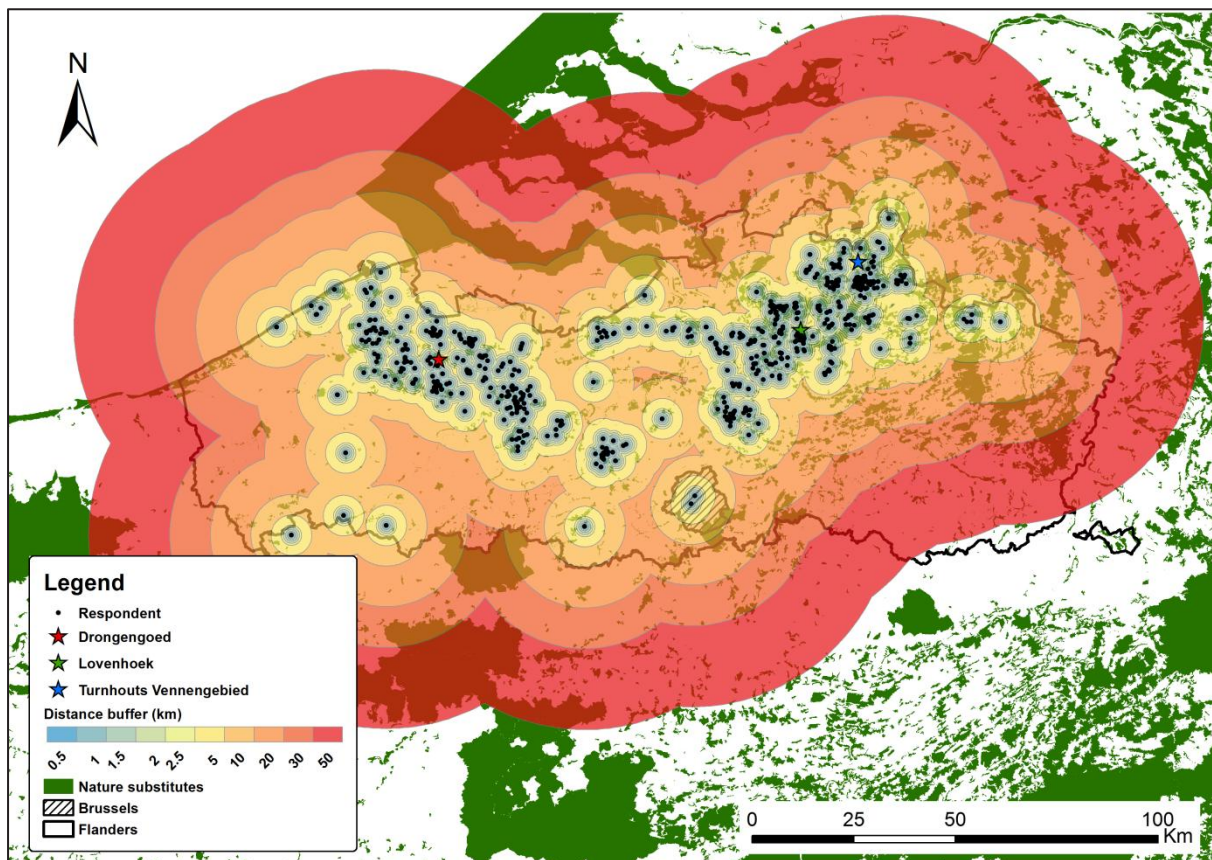 N
Legend
Respondent
Drongengoed
Lovenhoek
Turnhouts Vennengebied
Distance buffer (km)
0.5 1 1.5 2 2.5 5 10 20 30 50
Nature substitutes
Brussels
Flanders
0 25 50 100
Km